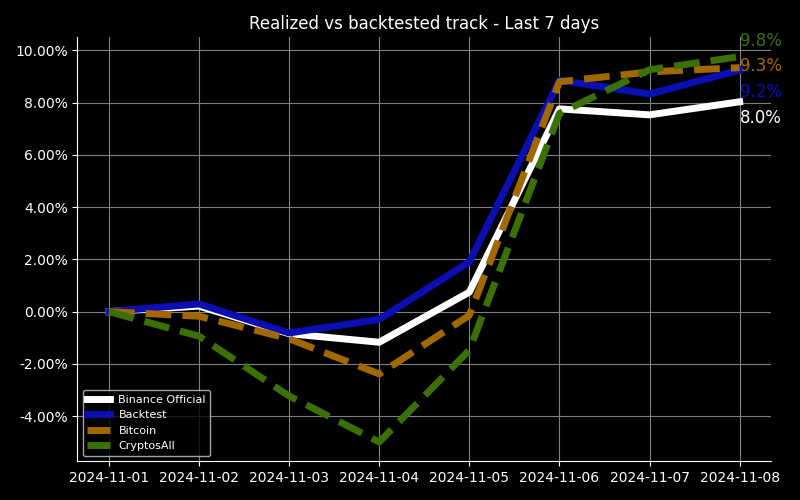 Realized vs backtested track - Last 7 days
10.00%
8.00%
6.00%
4.00%
2.00%
0.00%
-2.00%
-4.00%
9.8%
9.3%
9.2%
8.0%
Binance Official
Backtest
Bitcoin
CryptosAll
2024-11-01 2024-11-02 2024-11-03 2024-11-04 2024-11-05 2024-11-06 2024-11-07 2024-11-08